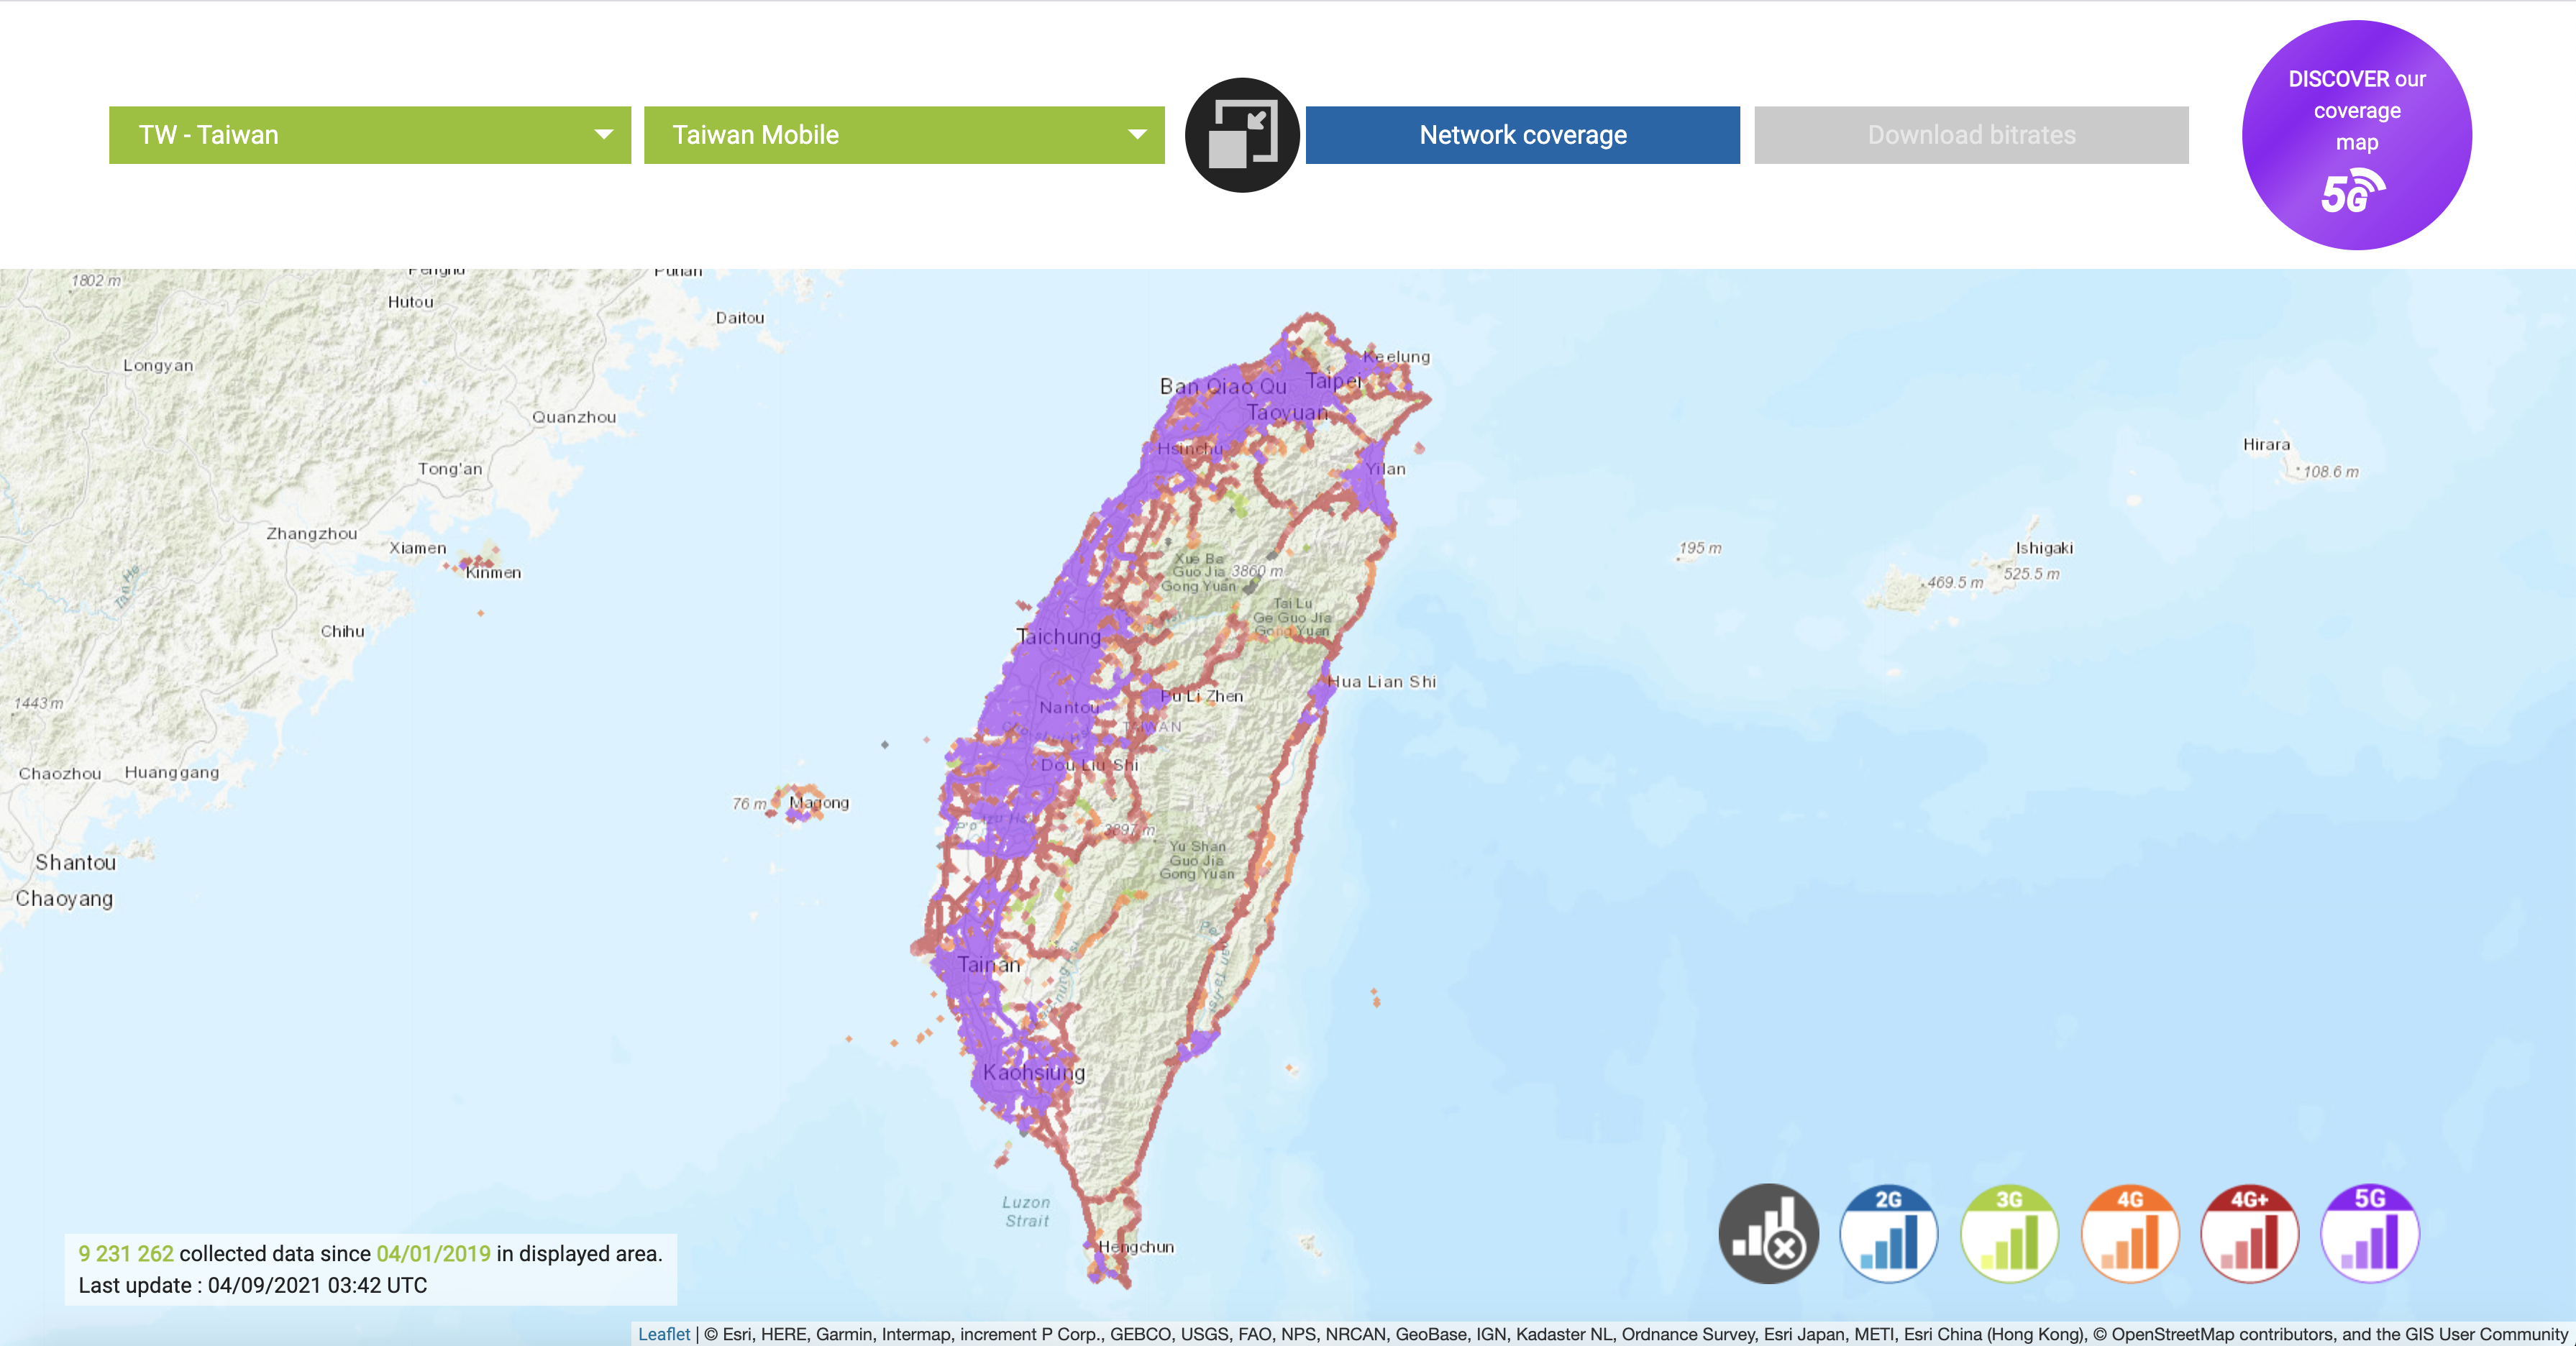 TW - Taiwan
Taiwan Mobile
Network coverage
Download bitrates
DISCOVER our
coverage
map
5G
1802 m
Hutou
Daitou
Longyan
Keelung
Ban Qiao Qu
Taipei
Taoyuan
Quanzhou
Hsinchu
Hirara
108.6 m
Tong'an
Yilan
Zhangzhou
Xiamen
195 m
Ishigaki
Kinmen
Xue Ba
Guo Jia
Gong Yuan
3860 m
469.5 m
525.5 m
Ta n He
Tai Lu
Ge Guo Jia
Gong Yuan
Chihu
Taichung
Hua Lian Shi
1443 m
Pu Li Zhen
Nantou
TAIWAN
Dou Liu Shi
Chaozhou
Huanggang
76 m
Magong
3897 m
Yu Shan
Guo Jia
Gong Yuan
Shantou
Chaoyang
Tainan
Kaohsiung
Luzon
Strait
Hengchun
2G
3G
4G
4G+
5G
9 231 262 collected data since 04/01/2019 in displayed area.
Last update : 04/09/2021 03:42 UTC
Leaflet | © Esri, HERE, Garmin, Intermap, increment P Corp., GEBCO, USGS, FAO, NPS, NRCAN, GeoBase, IGN, Kadaster NL, Ordnance Survey, Esri Japan, METI, Esri China (Hong Kong), © OpenStreetMap contributors, and the GIS User Community